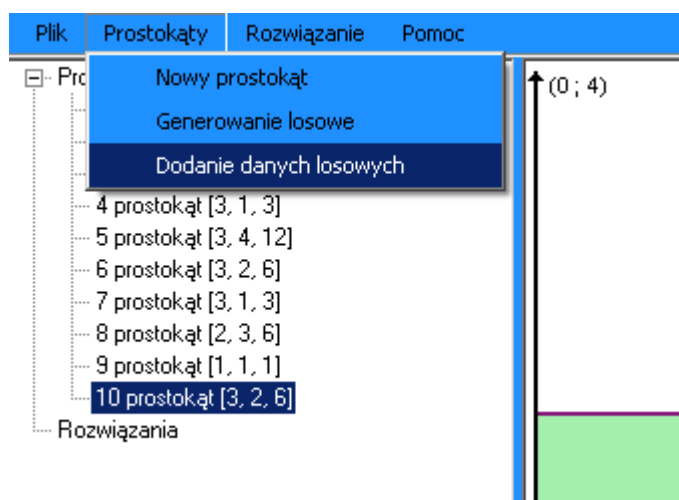 Plik Prostokąty Rozwiązanie Pomoc
Nowy prostokąt
Generowanie losowe
Dodanie danych losowych
(0 ; 4)
4 prostokąt [3, 1, 3]
5 prostokąt [3, 4, 12]
6 prostokąt [3, 2, 6]
7 prostokąt [3, 1, 3]
8 prostokąt [2, 3, 6]
9 prostokąt [1, 1, 1]
10 prostokąt [3, 2, 6]
Rozwiązania